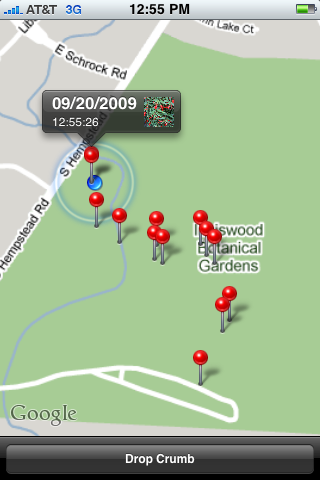 AT&T 3G 12:55 PM
Lake Ct
E Schrock Rd
09/20/2009
12:55:26
S Hempstead
S Hempstead Rd
Botanical
Gardens
Google
Drop Crumb